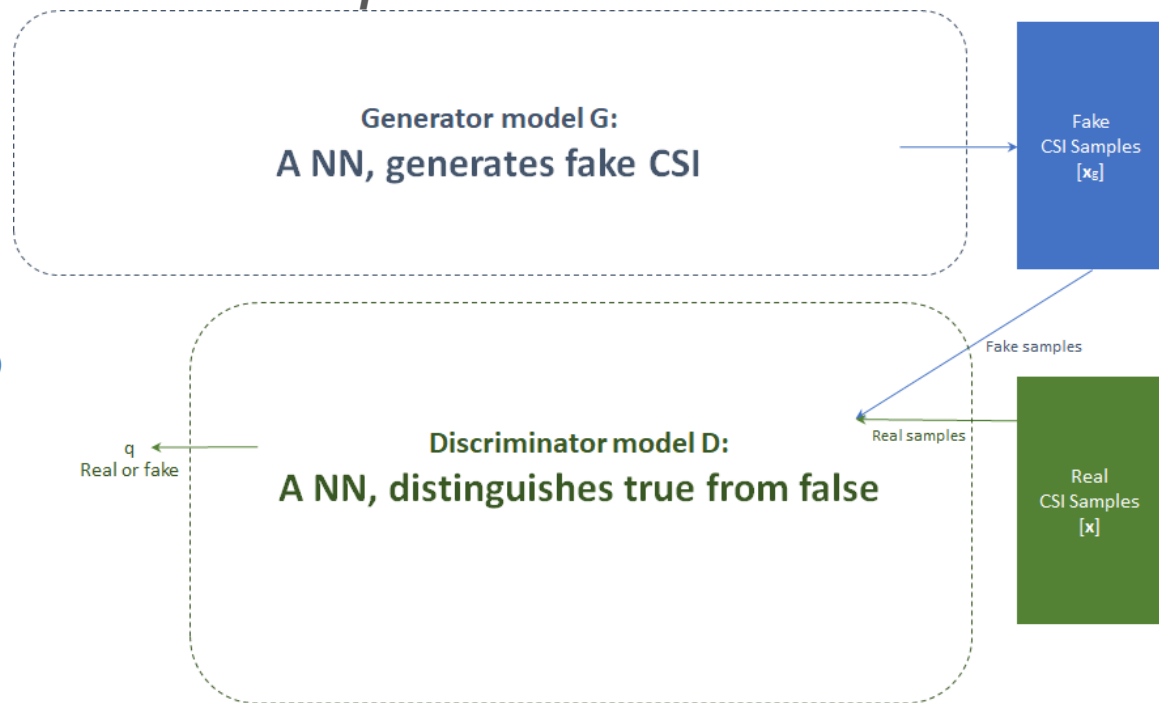 Generator model G:
A NN, generates fake CSI
Fake
CSI Samples
[xg]
Fake samples
Real samples
Discriminator model D:
A NN, distinguishes true from false
q
Real or fake
Real
CSI Samples
[x]